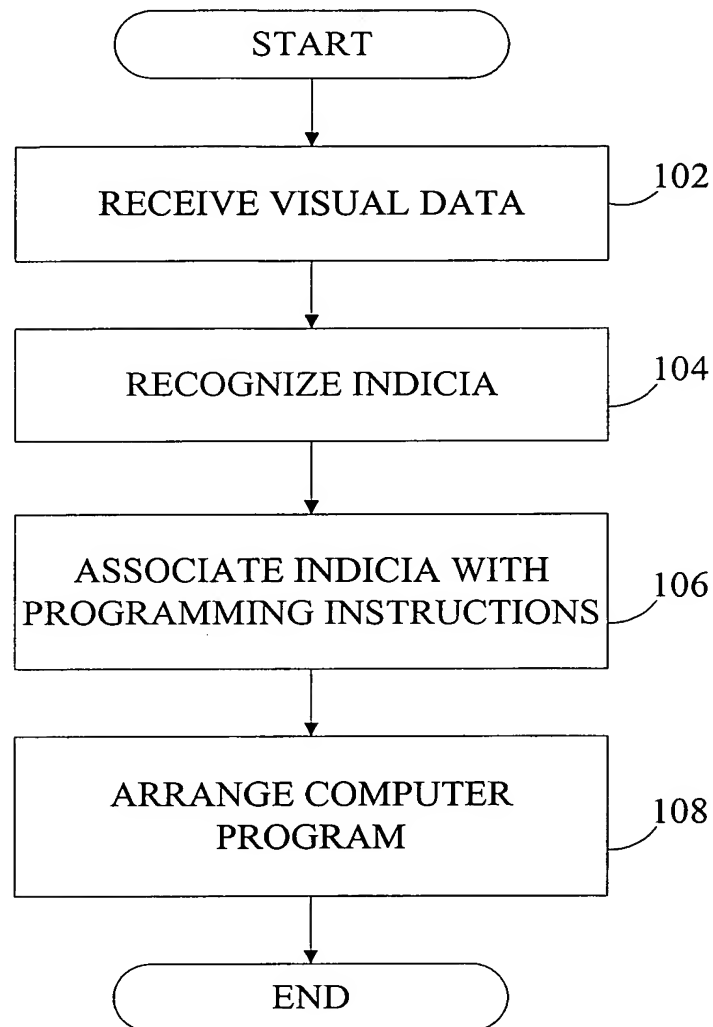 START
RECEIVE VISUAL DATA
102
RECOGNIZE INDICIA
104
ASSOCIATE INDICIA WITH
PROGRAMMING INSTRUCTIONS
106
ARRANGE COMPUTER
PROGRAM
108
END